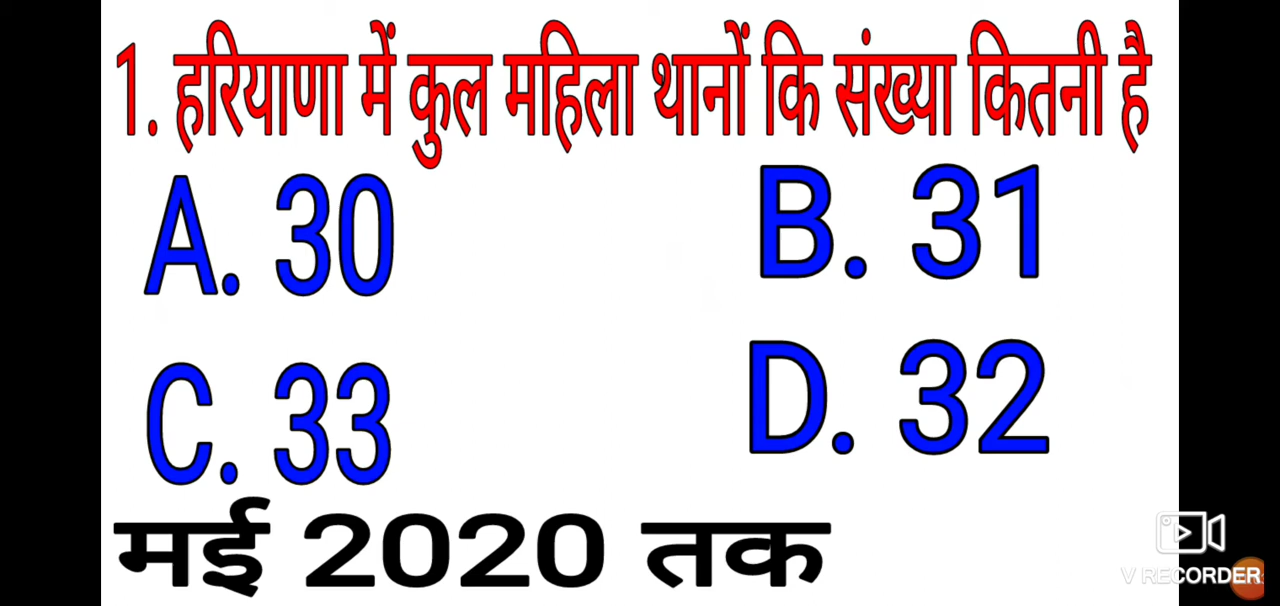 1. हरियाणा में कुल महिला थानों कि संख्या कितनी है
A. 30 B. 31
C. 33 D. 32
मई 2020 तक
V RECORDER